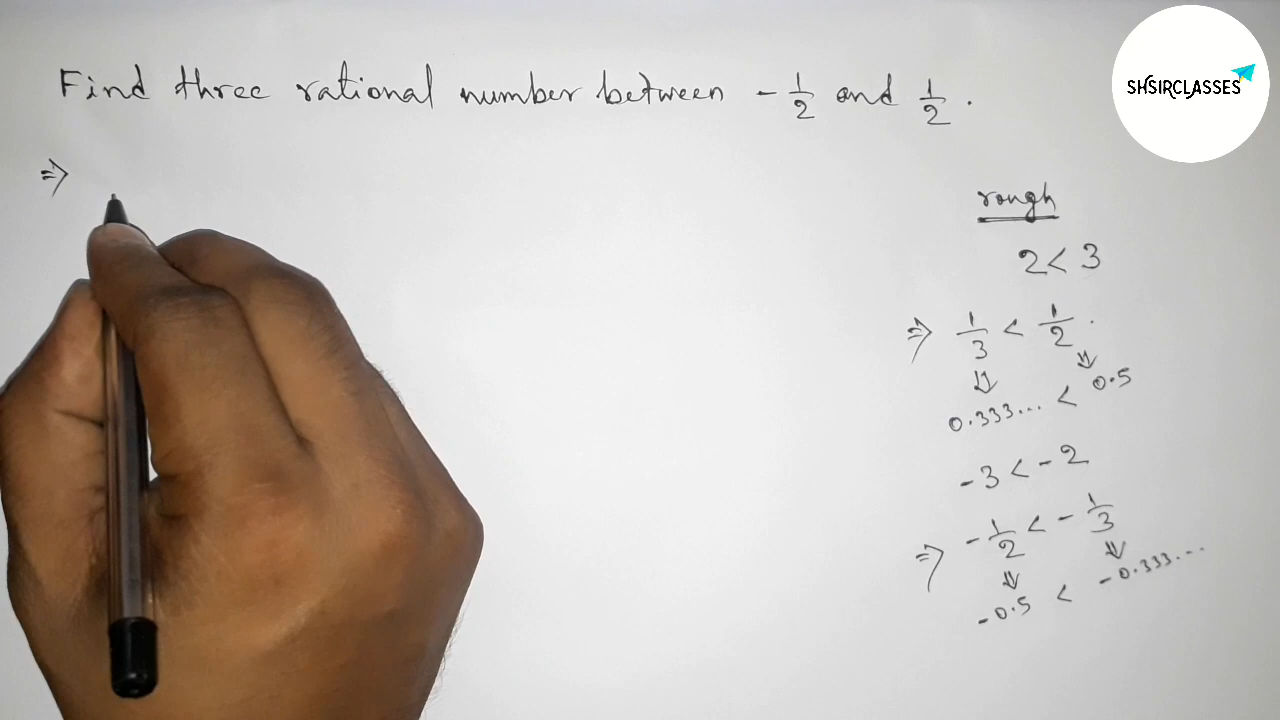 Find three rational number between -1/2 and 1/2 .
SHSIRCLASSES
⇒
rough
2 < 3
⇒ 1/3 < 1/2 .
⇓ ⇓
0.333... < 0.5
-3 < -2
⇒ -1/2 < -1/3
⇓ ⇓
-0.5 < -0.333...